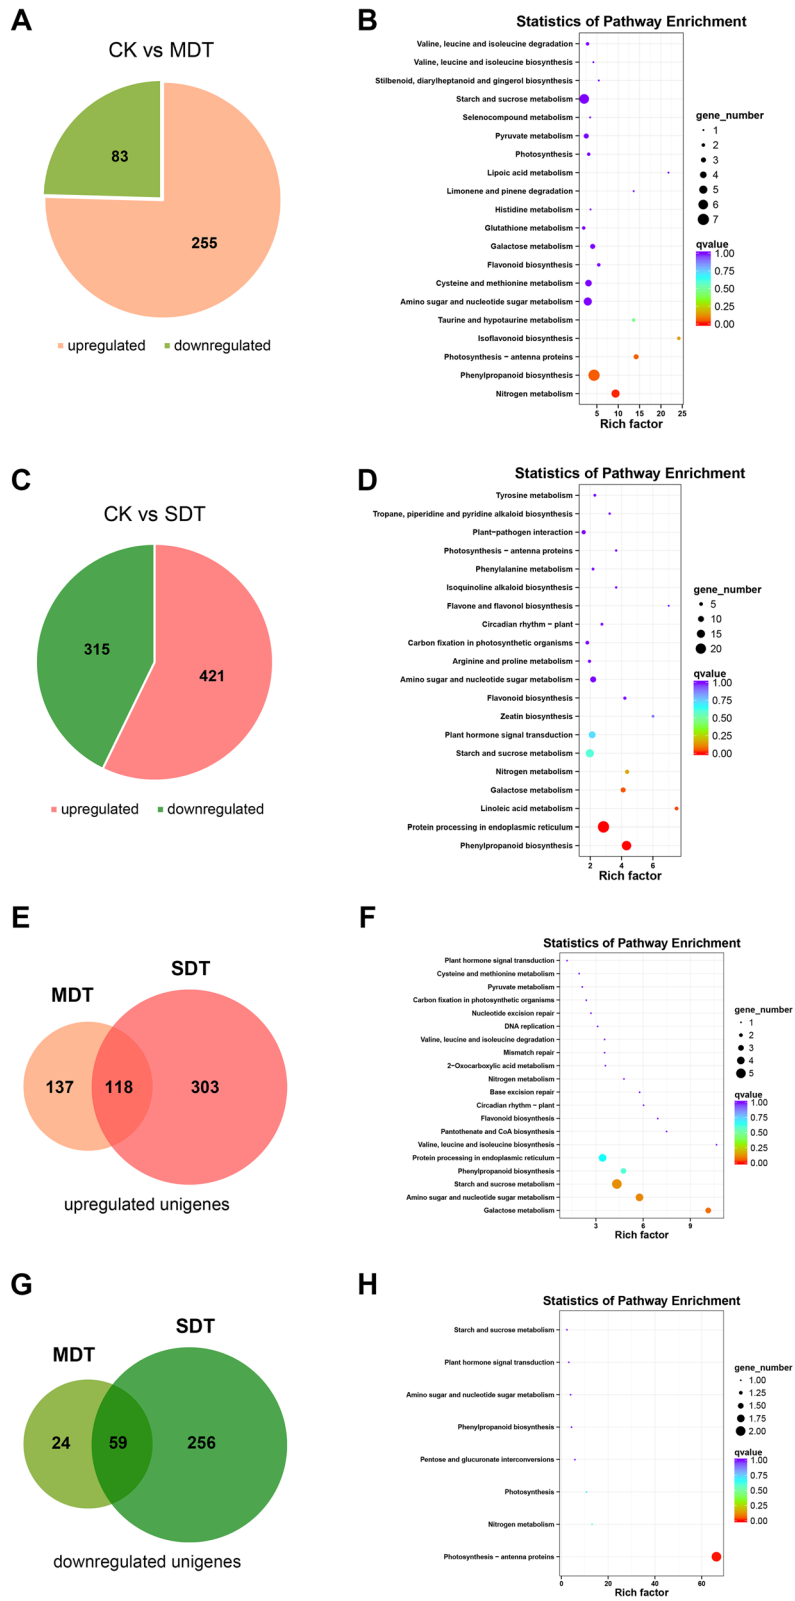 A
CK vs MDT
83
255
upregulated downregulated
B
Statistics of Pathway Enrichment
Valine, leucine and isoleucine degradation
Valine, leucine and isoleucine biosynthesis
Stilbenoid, diarylheptanoid and gingerol biosynthesis
Starch and sucrose metabolism
Selenocompound metabolism
Pyruvate metabolism
Photosynthesis
Lipoic acid metabolism
Limonene and pinene degradation
Histidine metabolism
Glutathione metabolism
Galactose metabolism
Flavonoid biosynthesis
Cysteine and methionine metabolism
Amino sugar and nucleotide sugar metabolism
Taurine and hypotaurine metabolism
Isoflavonoid biosynthesis
Photosynthesis − antenna proteins
Phenylpropanoid biosynthesis
Nitrogen metabolism
5 10 15 20 25
Rich factor
gene_number
1
2
3
4
5
6
7
qvalue
1.00
0.75
0.50
0.25
0.00
C
CK vs SDT
315
421
upregulated downregulated
D
Statistics of Pathway Enrichment
Tyrosine metabolism
Tropane, piperidine and pyridine alkaloid biosynthesis
Plant−pathogen interaction
Photosynthesis − antenna proteins
Phenylalanine metabolism
Isoquinoline alkaloid biosynthesis
Flavone and flavonol biosynthesis
Circadian rhythm − plant
Carbon fixation in photosynthetic organisms
Arginine and proline metabolism
Amino sugar and nucleotide sugar metabolism
Flavonoid biosynthesis
Zeatin biosynthesis
Plant hormone signal transduction
Starch and sucrose metabolism
Nitrogen metabolism
Galactose metabolism
Linoleic acid metabolism
Protein processing in endoplasmic reticulum
Phenylpropanoid biosynthesis
2 4 6
Rich factor
gene_number
5
10
15
20
qvalue
1.00
0.75
0.50
0.25
0.00
E
SDT
MDT
137 118 303
upregulated unigenes
F
Statistics of Pathway Enrichment
Plant hormone signal transduction
Cysteine and methionine metabolism
Pyruvate metabolism
Carbon fixation in photosynthetic organisms
Nucleotide excision repair
DNA replication
Valine, leucine and isoleucine degradation
Mismatch repair
2−Oxocarboxylic acid metabolism
Nitrogen metabolism
Base excision repair
Circadian rhythm − plant
Flavonoid biosynthesis
Pantothenate and CoA biosynthesis
Valine, leucine and isoleucine biosynthesis
Protein processing in endoplasmic reticulum
Phenylpropanoid biosynthesis
Starch and sucrose metabolism
Amino sugar and nucleotide sugar metabolism
Galactose metabolism
3 6 9
Rich factor
gene_number
1
2
3
4
5
qvalue
1.00
0.75
0.50
0.25
0.00
G
SDT
MDT
24 59 256
downregulated unigenes
H
Statistics of Pathway Enrichment
Starch and sucrose metabolism
Plant hormone signal transduction
Amino sugar and nucleotide sugar metabolism
Phenylpropanoid biosynthesis
Pentose and glucuronate interconversions
Photosynthesis
Nitrogen metabolism
Photosynthesis − antenna proteins
0 20 40 60
Rich factor
gene_number
1.00
1.25
1.50
1.75
2.00
qvalue
1.00
0.75
0.50
0.25
0.00